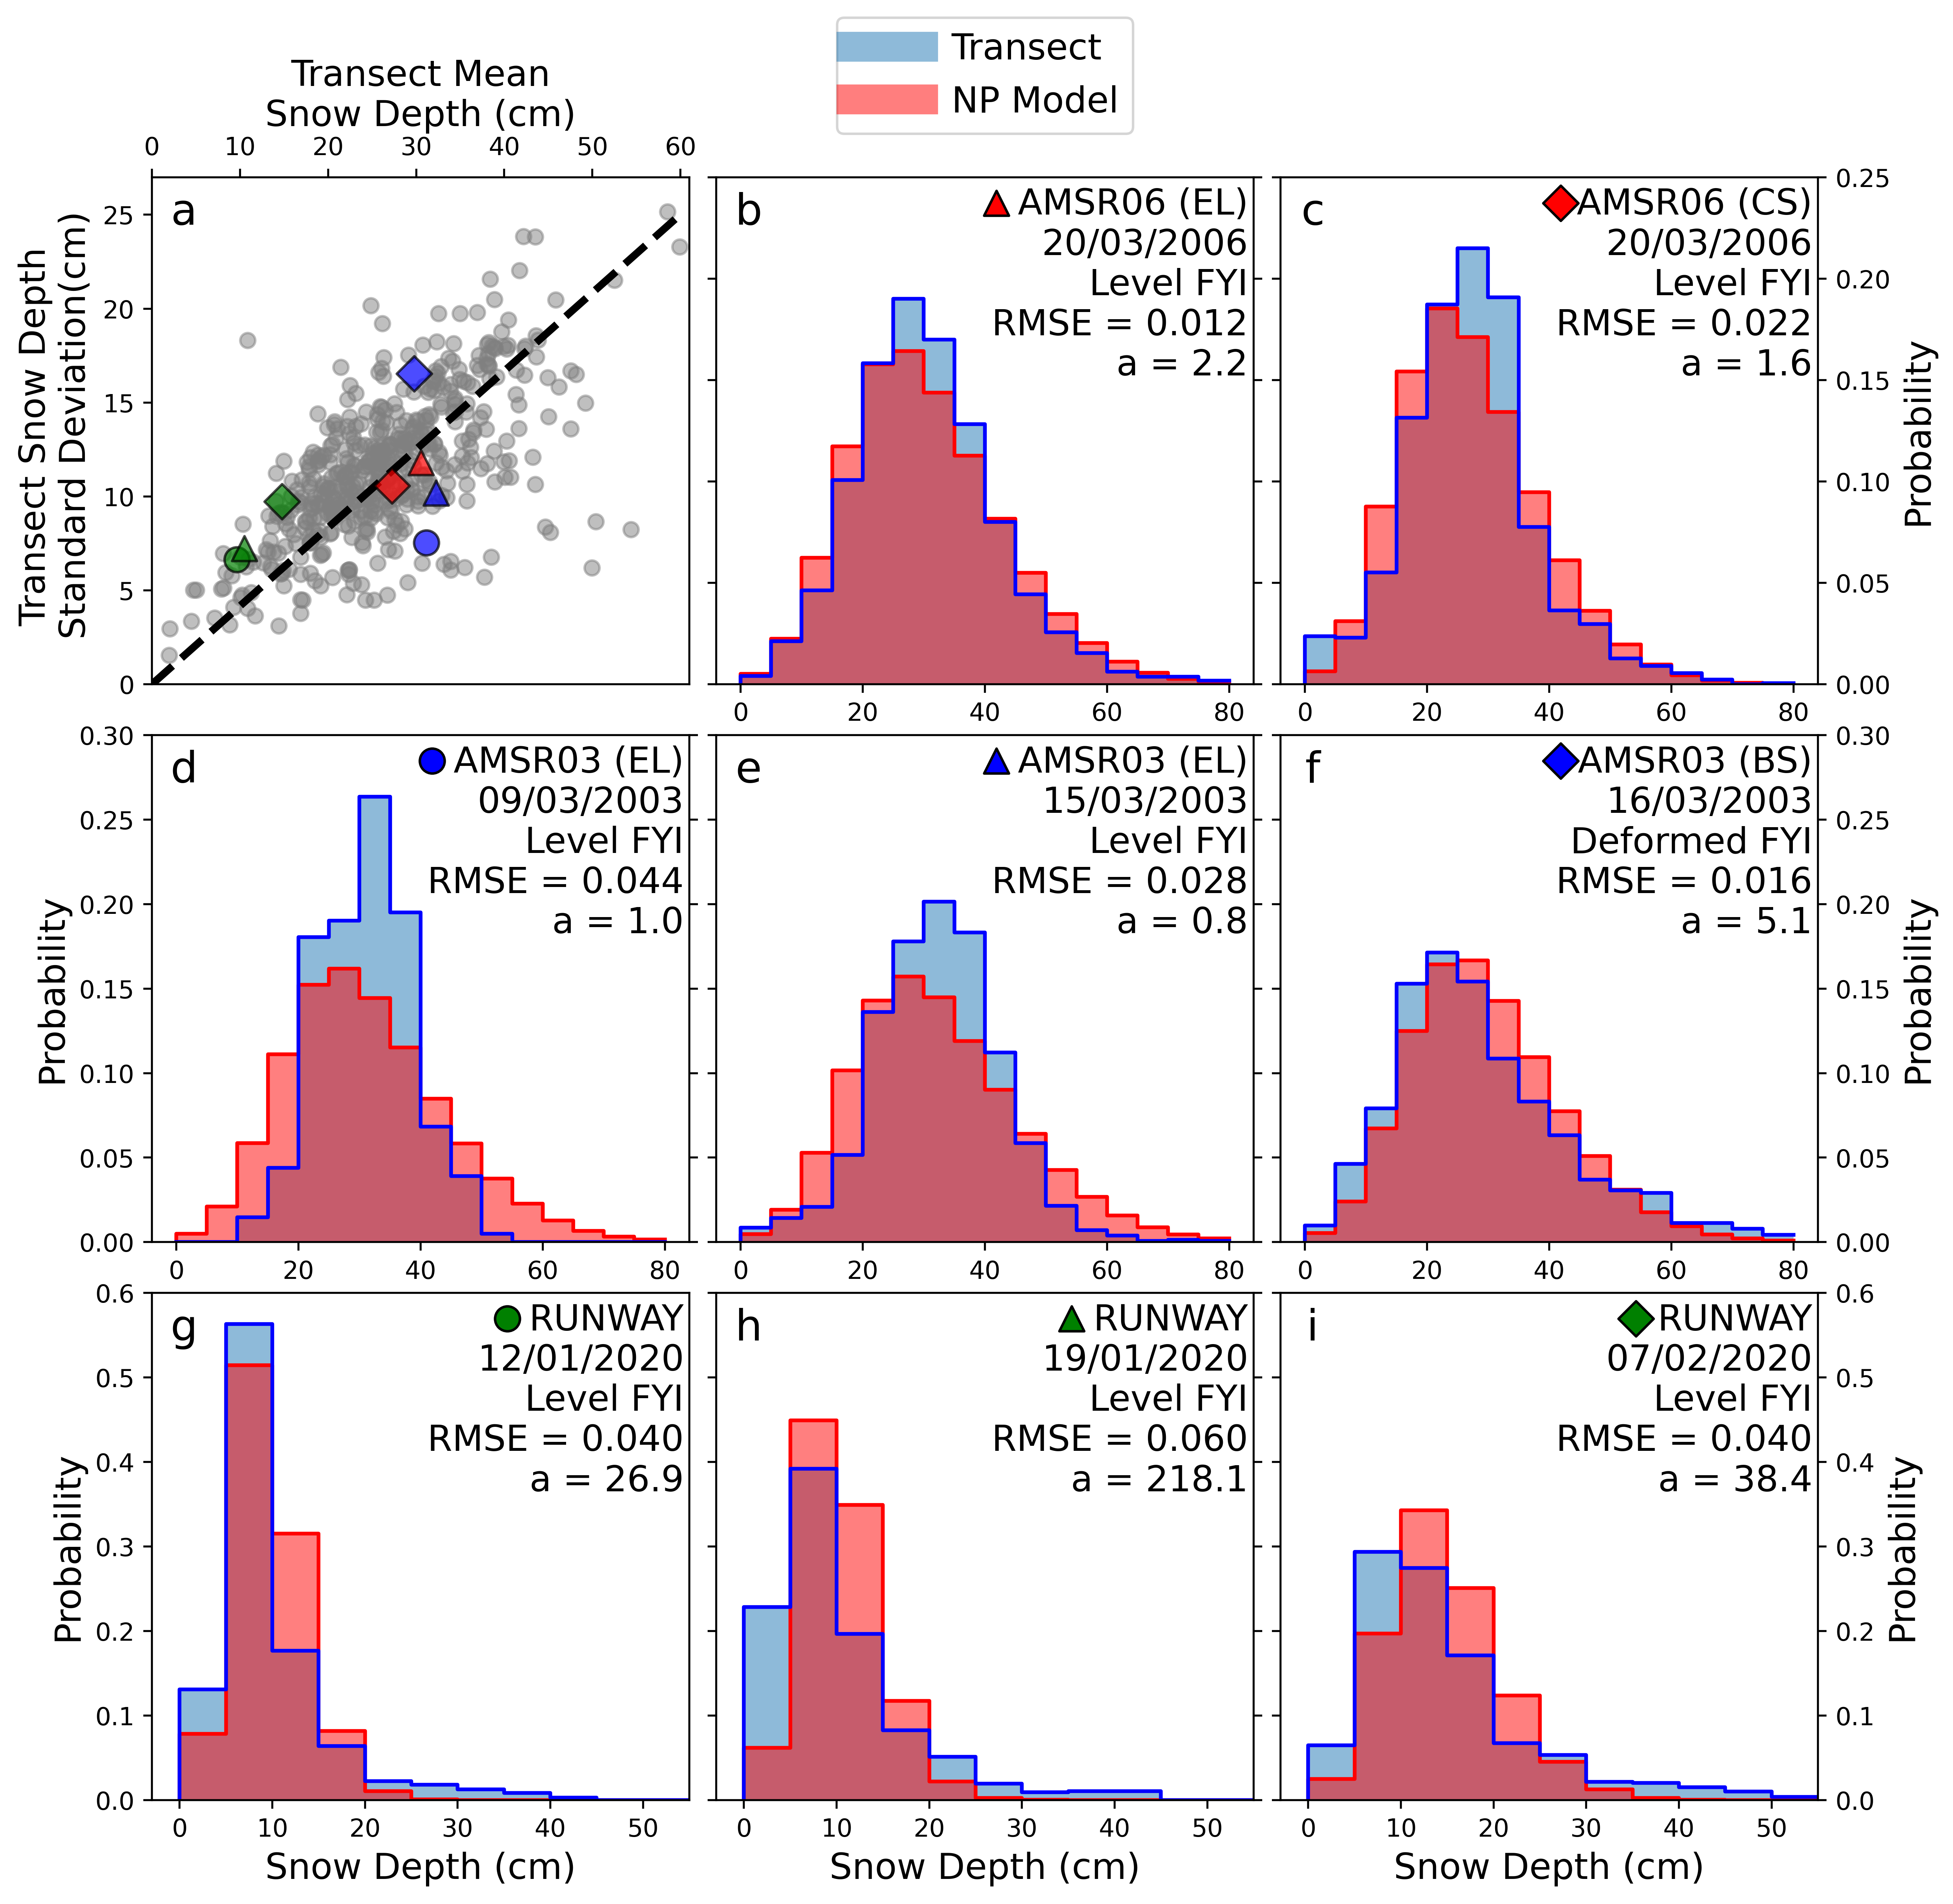 Transect
NP Model
Transect Mean
Snow Depth (cm)
0 10 20 30 40 50 60
Transect Snow Depth
Standard Deviation(cm)
25
20
15
10
5
0
a
b
AMSR06 (EL)
20/03/2006
Level FYI
RMSE = 0.012
a = 2.2
0 20 40 60 80
c
AMSR06 (CS)
20/03/2006
Level FYI
RMSE = 0.022
a = 1.6
0 20 40 60 80
0.25
0.20
0.15
0.10
0.05
0.00
Probability
Probability
0.30
0.25
0.20
0.15
0.10
0.05
0.00
d
AMSR03 (EL)
09/03/2003
Level FYI
RMSE = 0.044
a = 1.0
0 20 40 60 80
e
AMSR03 (EL)
15/03/2003
Level FYI
RMSE = 0.028
a = 0.8
0 20 40 60 80
f
AMSR03 (BS)
16/03/2003
Deformed FYI
RMSE = 0.016
a = 5.1
0 20 40 60 80
0.30
0.25
0.20
0.15
0.10
0.05
0.00
Probability
Probability
0.6
0.5
0.4
0.3
0.2
0.1
0.0
g
RUNWAY
12/01/2020
Level FYI
RMSE = 0.040
a = 26.9
0 10 20 30 40 50
Snow Depth (cm)
h
RUNWAY
19/01/2020
Level FYI
RMSE = 0.060
a = 218.1
0 10 20 30 40 50
Snow Depth (cm)
i
RUNWAY
07/02/2020
Level FYI
RMSE = 0.040
a = 38.4
0 10 20 30 40 50
Snow Depth (cm)
0.6
0.5
0.4
0.3
0.2
0.1
0.0
Probability